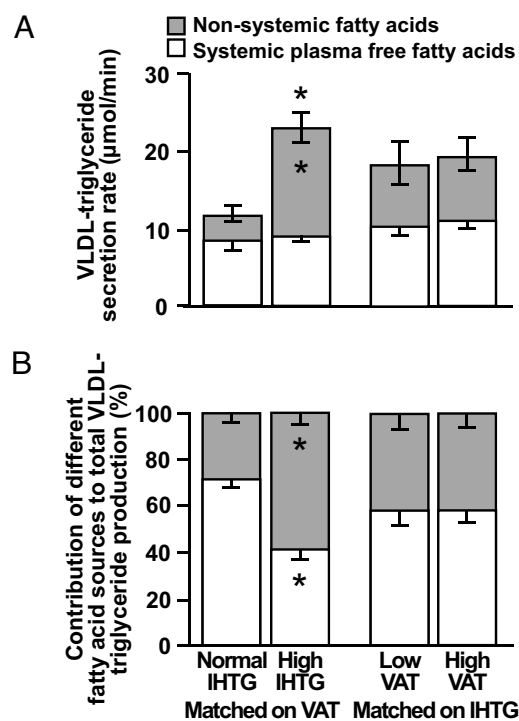 A
Non-systemic fatty acids
Systemic plasma free fatty acids
VLDL-triglyceride
secretion rate (µmol/min)
30
20
10
0
*
*
B
Contribution of different
fatty acid sources to total VLDL-
triglyceride production (%)
100
80
60
40
20
0
*
*
Normal High Low High
IHTG IHTG VAT VAT
Matched on VAT Matched on IHTG